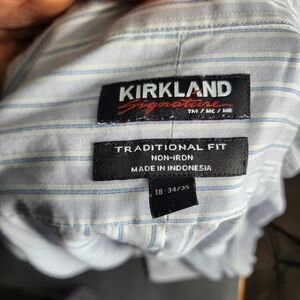 KIRKLAND
Signature
TM / MC / MR
TRADITIONAL FIT
NON-IRON
MADE IN INDONESIA
18-34/35